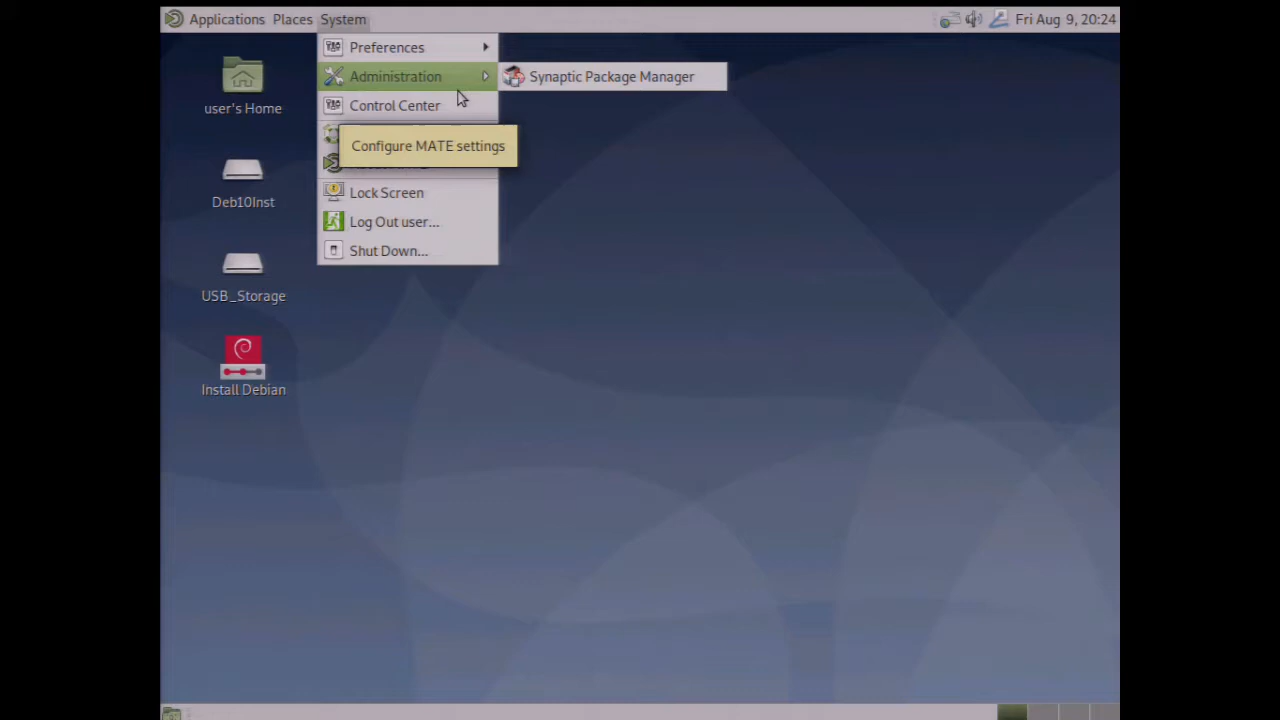 Applications Places System Fri Aug 9, 20:24
Preferences
Administration Synaptic Package Manager
Control Center
Configure MATE settings
Lock Screen
Log Out user...
Shut Down...
user's Home
Deb10Inst
USB_Storage
Install Debian